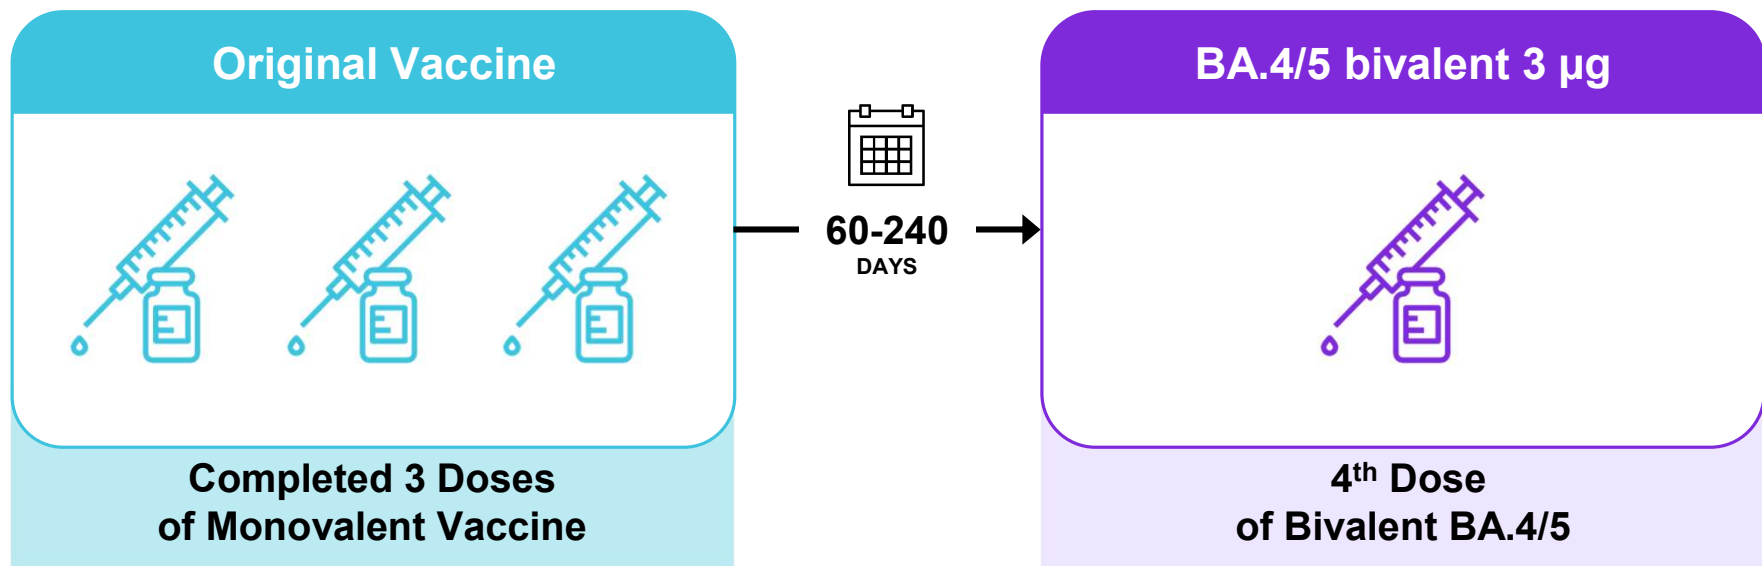 Original Vaccine
Completed 3 Doses
of Monovalent Vaccine
60-240
DAYS
BA.4/5 bivalent 3 µg
4th Dose
of Bivalent BA.4/5